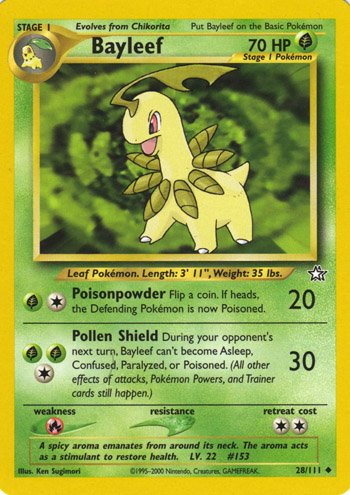 STAGE 1 Evolves from Chikorita Put Bayleef on the Basic Pokémon
Bayleef 70 HP
Stage 1 Pokémon
Leaf Pokémon. Length: 3' 11", Weight: 35 lbs.
Poisonpowder Flip a coin. If heads,
the Defending Pokémon is now Poisoned. 20
Pollen Shield During your opponent's
next turn, Bayleef can't become Asleep,
Confused, Paralyzed, or Poisoned. (All other
effects of attacks, Pokémon Powers, and Trainer
cards still happen.) 30
weakness resistance retreat cost
A spicy aroma emanates from around its neck. The aroma acts
as a stimulant to restore health. LV. 22 #153
Illus. Ken Sugimori ©1995-2000 Nintendo, Creatures, GAMEFREAK. 28/111